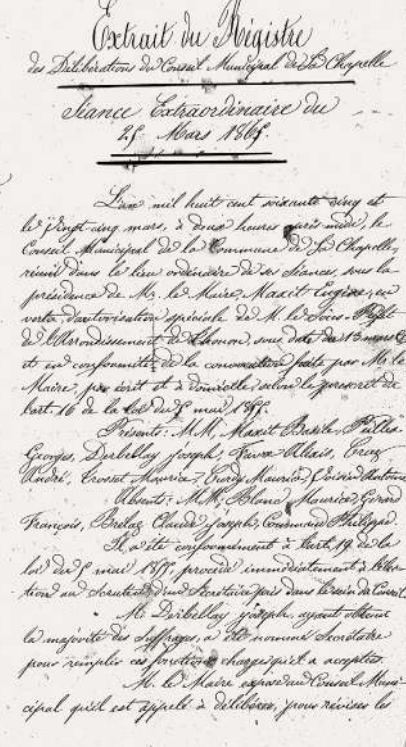 Extrait du Régistre
des Délibérations du Conseil Municipal de La Chapelle
Séance Extraordinaire du
25 Mars 1865
L'an mil huit cent soixante cinq et
le vingt cinq mars, à deux heures après midi, le
Conseil Municipal de la Commune de La Chapelle,
réuni dans le lieu ordinaire de ses séances, sous la
présidence de Mr. le Maire, Maxit Eugène, en
vertu d'autorisation spéciale de M. le Sous-Préfet
de l'Arrondissement de Thonon, sous date du 13 mars
et en conformité de la convocation faite par M. le
Maire, par écrit et à domicile selon le prescrit de
l'art. 16 de la loi du 5 mai 1855.
Présents: MM. Maxit Basile,
Georges, Derbellay Joseph, Favre Alexis, Cruz
André, Crosset Maurice, Maurice, Voisin Antoine
Absents: MM. Blanc Maurice, Girard
François, Brelaz Claude Joseph, Philippe.
Il a été conformément à l'art. 19 de la
loi du 5 mai 1855, procédé immédiatement à l'élec-
tion au scrutin d'un Secrétaire pris dans le sein du Conseil
Mr Derbellay Joseph, ayant obtenu
la majorité des suffrages, a été nommé Secrétaire
pour remplir ces fonctions charge qu'il a acceptée.
M. le Maire expose au Conseil Muni-
cipal qu'il est appelé à délibérer, pour réviser les